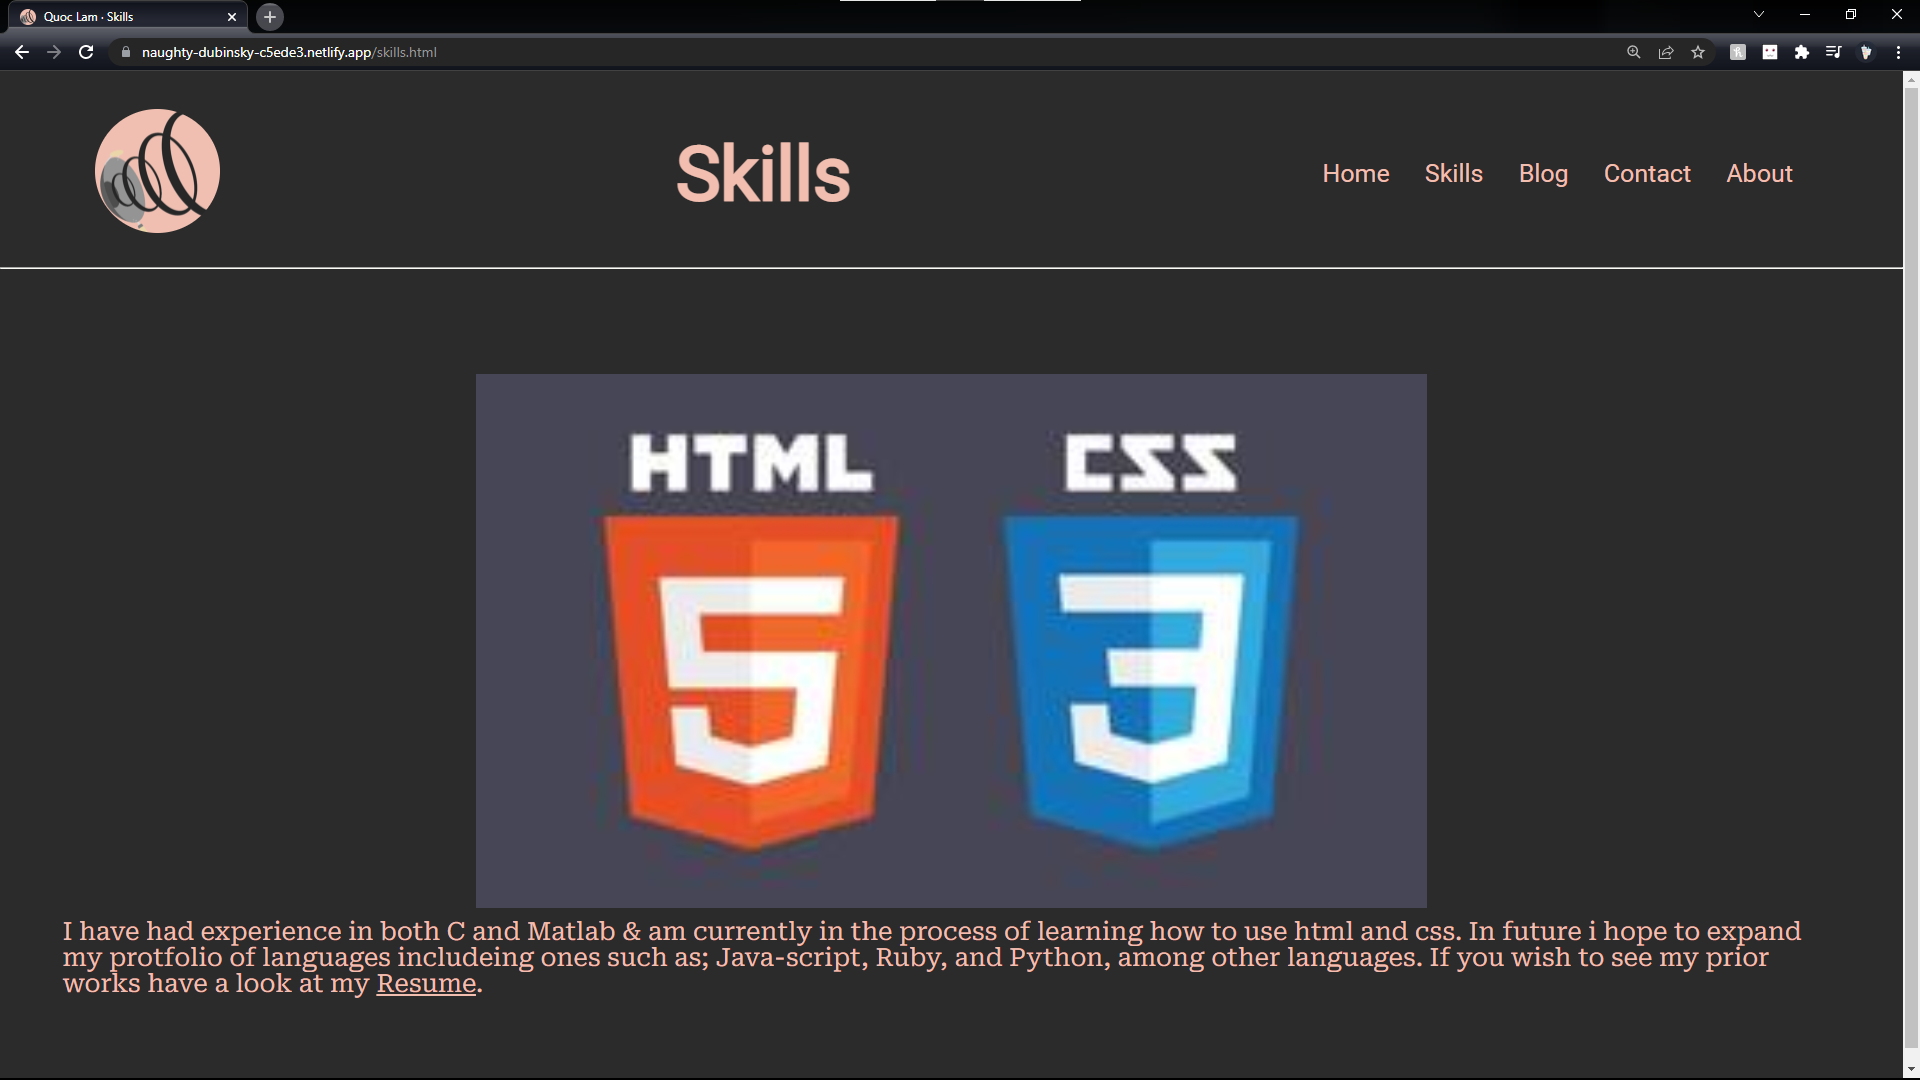 Quoc Lam · Skills
naughty-dubinsky-c5ede3.netlify.app/skills.html
Skills
Home Skills Blog Contact About
HTML CSS
5 3
I have had experience in both C and Matlab & am currently in the process of learning how to use html and css. In future i hope to expand
my protfolio of languages includeing ones such as; Java-script, Ruby, and Python, among other languages. If you wish to see my prior
works have a look at my Resume.